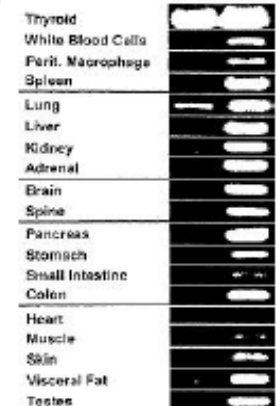 Thyroid
White Blood Cells
Perit. Macrophage
Spleen
Lung
Liver
Kidney
Adrenal
Brain
Spine
Pancreas
Stomach
Small Intestine
Colon
Heart
Muscle
Skin
Visceral Fat
Testes